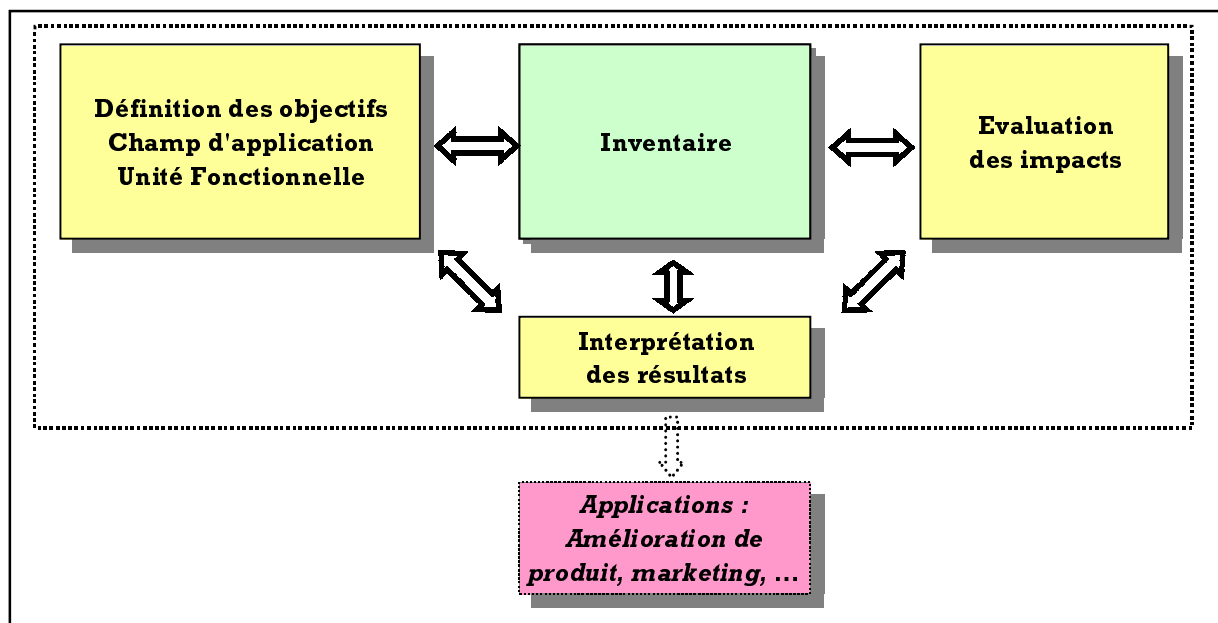 Définition des objectifs
Champ d'application
Unité Fonctionnelle
Inventaire
Evaluation
des impacts
Interprétation
des résultats
Applications :
Amélioration de
produit, marketing, ...